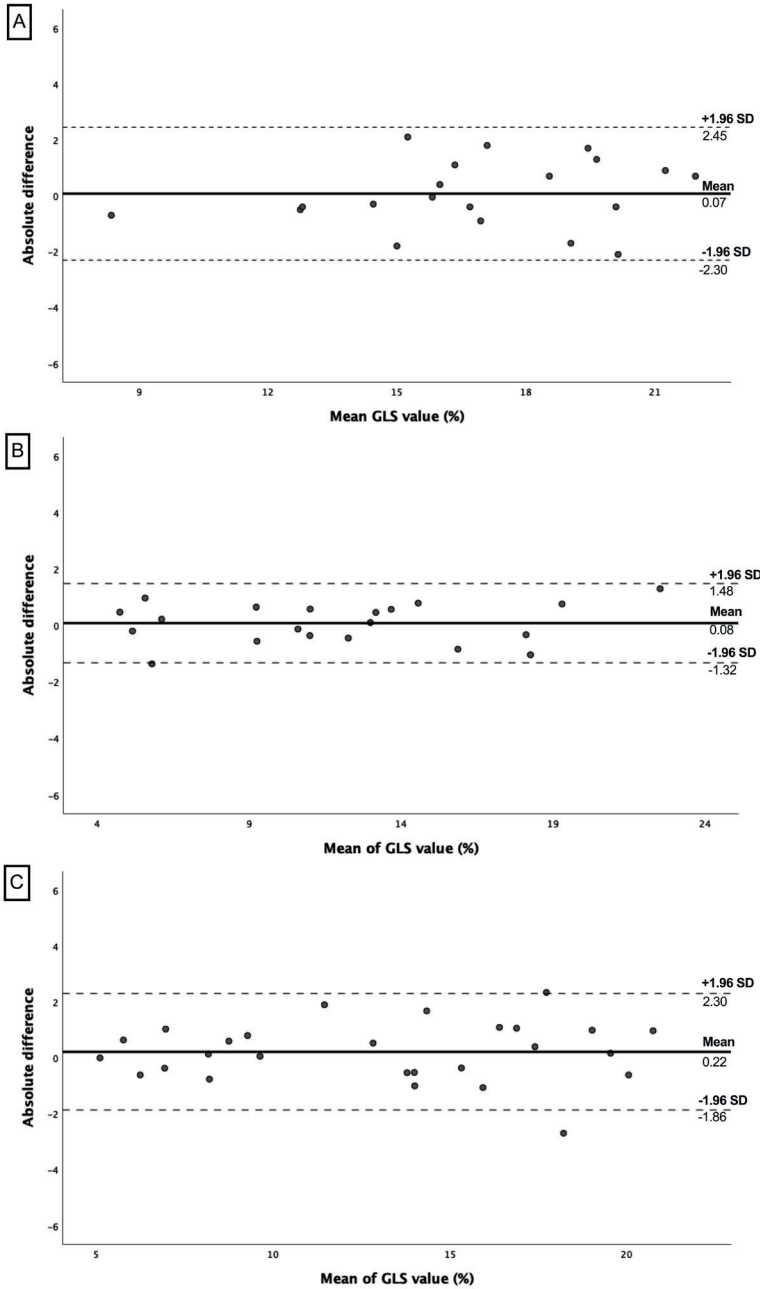 A
6
4
2
0
-2
-4
-6
Absolute difference
+1.96 SD
2.45
Mean
0.07
-1.96 SD
-2.30
9 12 15 18 21
Mean GLS value (%)
B
6
4
2
0
-2
-4
-6
Absolute difference
+1.96 SD
1.48
Mean
0.08
-1.96 SD
-1.32
4 9 14 19 24
Mean of GLS value (%)
C
6
4
2
0
-2
-4
-6
Absolute difference
+1.96 SD
2.30
Mean
0.22
-1.96 SD
-1.86
5 10 15 20
Mean of GLS value (%)